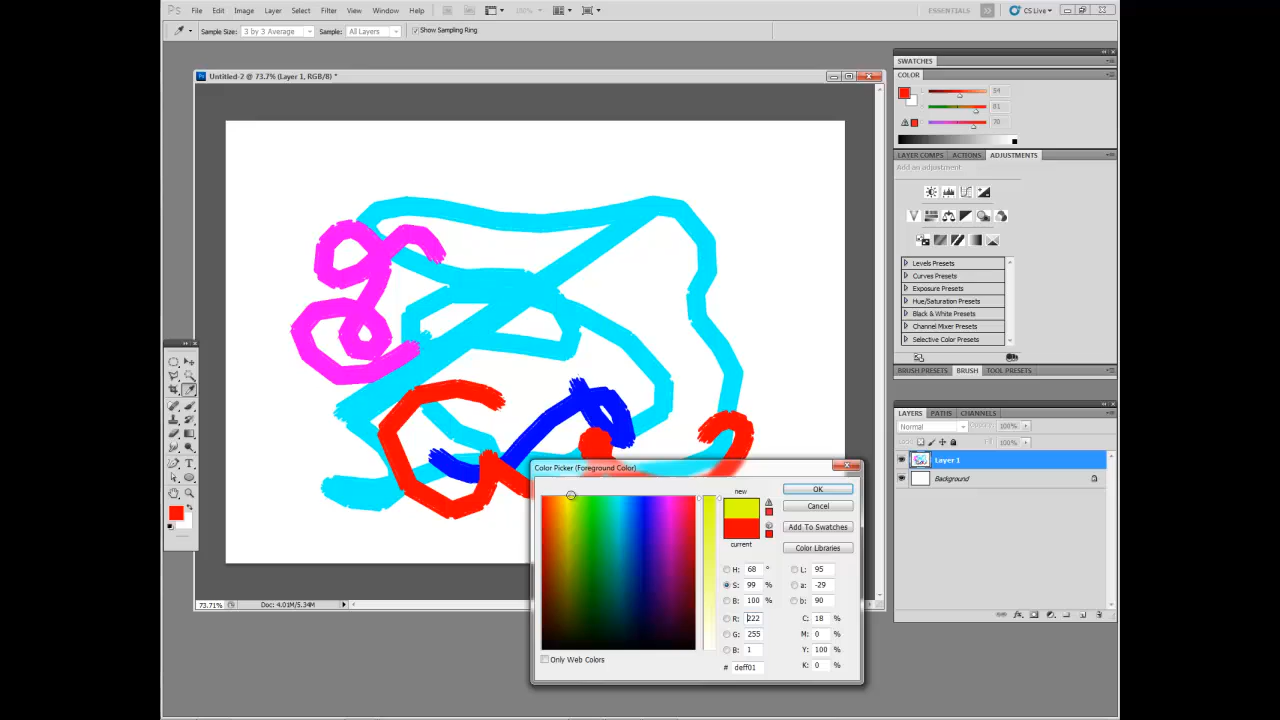 Ps File Edit Image Layer Select Filter View Window Help 100% ESSENTIALS >> CS Live
Sample Size: 3 by 3 Average Sample: All Layers Show Sampling Ring
Untitled-2 @ 73.7% (Layer 1, RGB/8) *
SWATCHES
COLOR
L 54
81
70
LAYER COMPS ACTIONS ADJUSTMENTS
Add an adjustment
Levels Presets
Curves Presets
Exposure Presets
Hue/Saturation Presets
Black & White Presets
Channel Mixer Presets
Selective Color Presets
BRUSH PRESETS BRUSH TOOL PRESETS
LAYERS PATHS CHANNELS
Normal Opacity: 100%
Lock: Fill: 100%
Layer 1
Background
Color Picker (Foreground Color)
new
current
OK
Cancel
Add To Swatches
Color Libraries
H: 68 ° L: 95
S: 99 % a: -29
B: 100 % b: 90
R: 222 C: 18 %
G: 255 M: 0 %
B: 1 Y: 100 %
# deff01 K: 0 %
Only Web Colors
73.71% Doc: 4.01M/5.34M